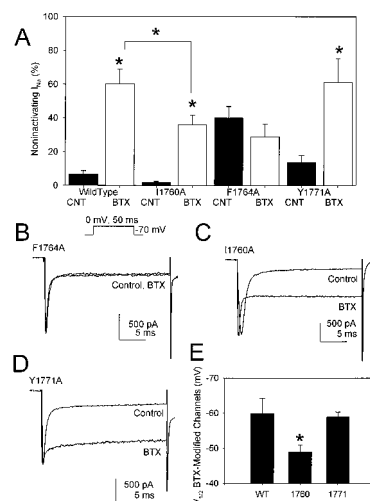 A
Noninactivating I Na (%)
100
80
60
40
20
0
*
*
*
*
WildType I1760A F1764A Y1771A
CNT BTX CNT BTX CNT BTX CNT BTX
0 mV, 50 ms
-70 mV
B
F1764A
Control, BTX
500 pA
5 ms
C
I1760A
Control
BTX
500 pA
5 ms
D
Y1771A
Control
BTX
500 pA
5 ms
E
BTX-Modified Channels (mV)
-70
-60
-50
-40
*
WT 1760 1771